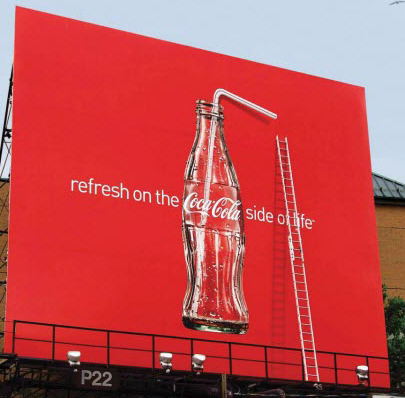 refresh on the Coca-Cola side of life™
P22